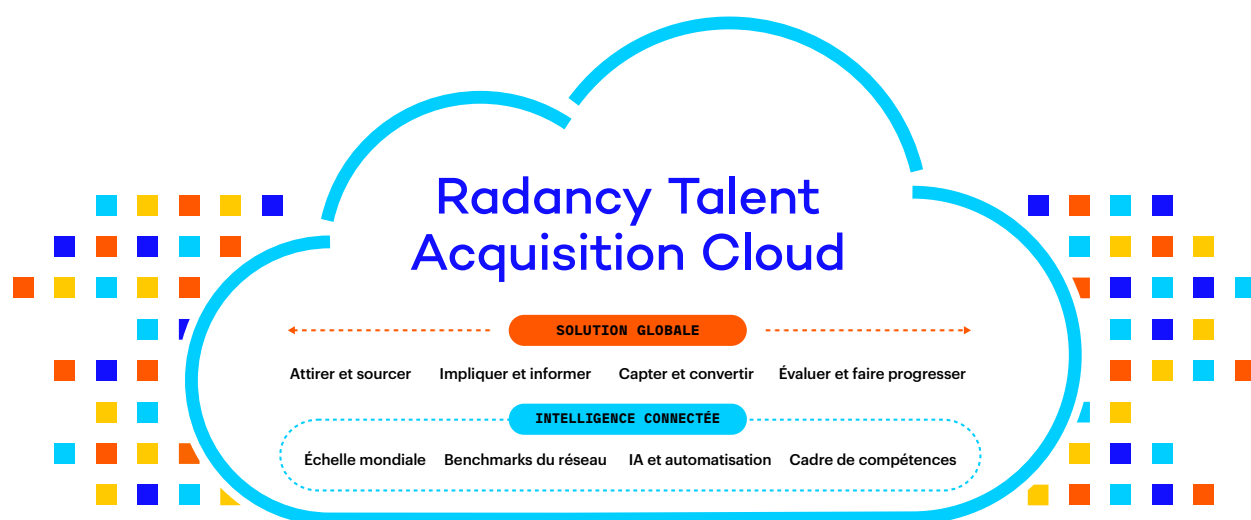 Radancy Talent
Acquisition Cloud
SOLUTION GLOBALE
Attirer et sourcer Impliquer et informer Capter et convertir Évaluer et faire progresser
INTELLIGENCE CONNECTÉE
Échelle mondiale Benchmarks du réseau IA et automatisation Cadre de compétences